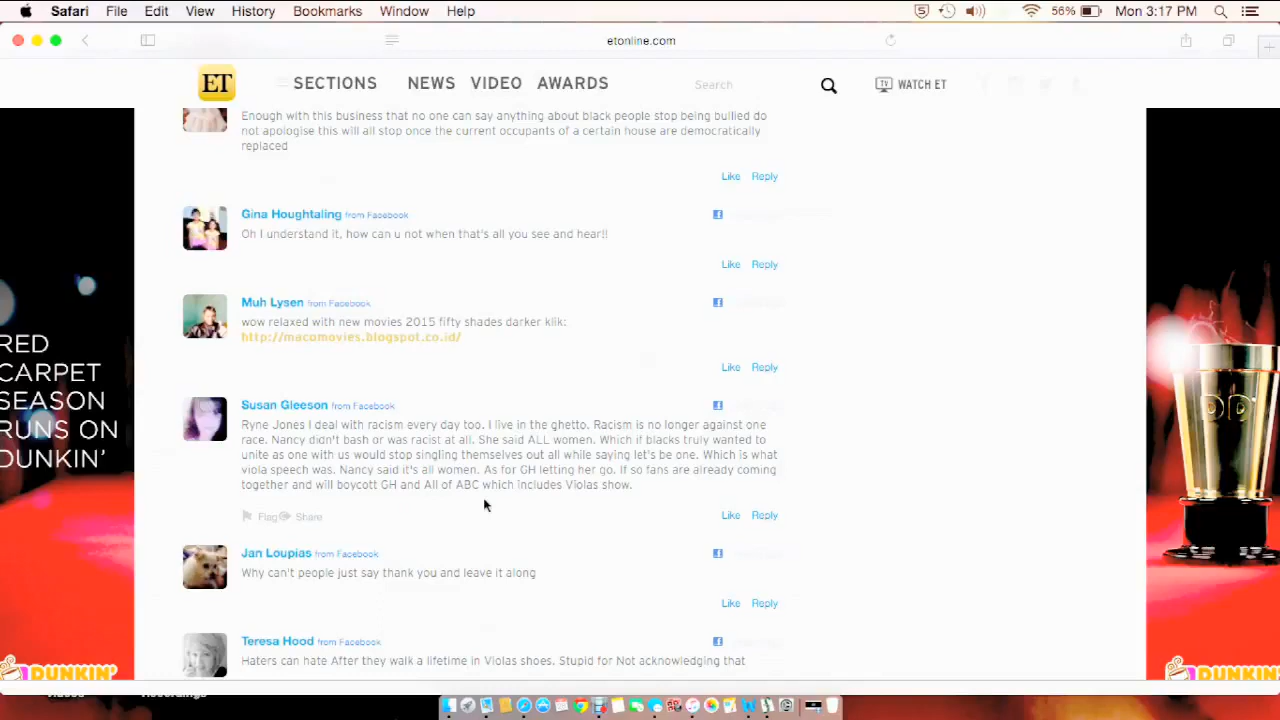 Safari File Edit View History Bookmarks Window Help
56% Mon 3:17 PM
etonline.com
ET SECTIONS NEWS VIDEO AWARDS Search WATCH ET
Enough with this business that no one can say anything about black people stop being bullied do
not apologise this will all stop once the current occupants of a certain house are democratically
replaced
Like Reply
Gina Houghtaling from Facebook
Oh I understand it, how can u not when that's all you see and hear!!
Like Reply
Muh Lysen from Facebook
wow relaxed with new movies 2015 fifty shades darker klik:
http://macomovies.blogspot.co.id/
Like Reply
Susan Gleeson from Facebook
Ryne Jones I deal with racism every day too. I live in the ghetto. Racism is no longer against one
race. Nancy didn't bash or was racist at all. She said ALL women. Which if blacks truly wanted to
unite as one with us would stop singling themselves out all while saying let's be one. Which is what
viola speech was. Nancy said it's all women. As for GH letting her go. If so fans are already coming
together and will boycott GH and All of ABC which includes Violas show.
Flag Share Like Reply
Jan Loupias from Facebook
Why can't people just say thank you and leave it along
Like Reply
Teresa Hood from Facebook
Haters can hate After they walk a lifetime in Violas shoes. Stupid for Not acknowledging that
RED
CARPET
SEASON
RUNS ON
DUNKIN'
DUNKIN'
DD
DUNKIN'